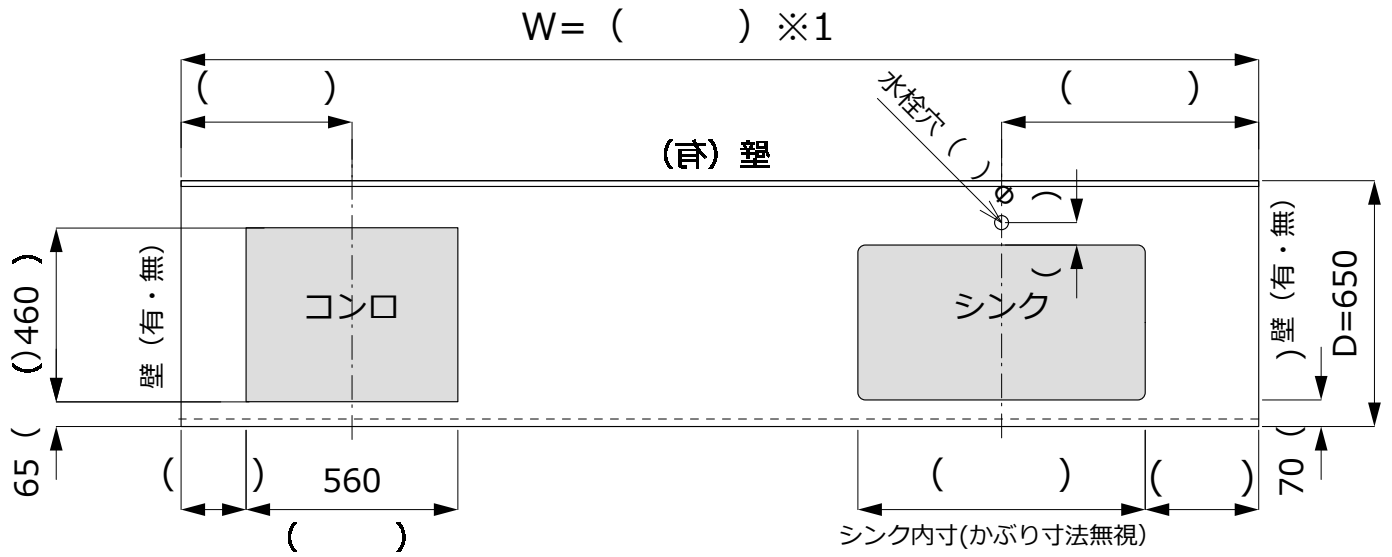 W= (　　　) ※1
(　　　)
(　　　)
水栓穴 (　) Φ
壁 (有)
(　)
(　)460
壁 (有・無)
コンロ
シンク
壁 (有・無)
D=650
65 (　)
(　　)
560
(　　　)
(　　　)
(　　)
70 (　)
シンク内寸(かぶり寸法無視)